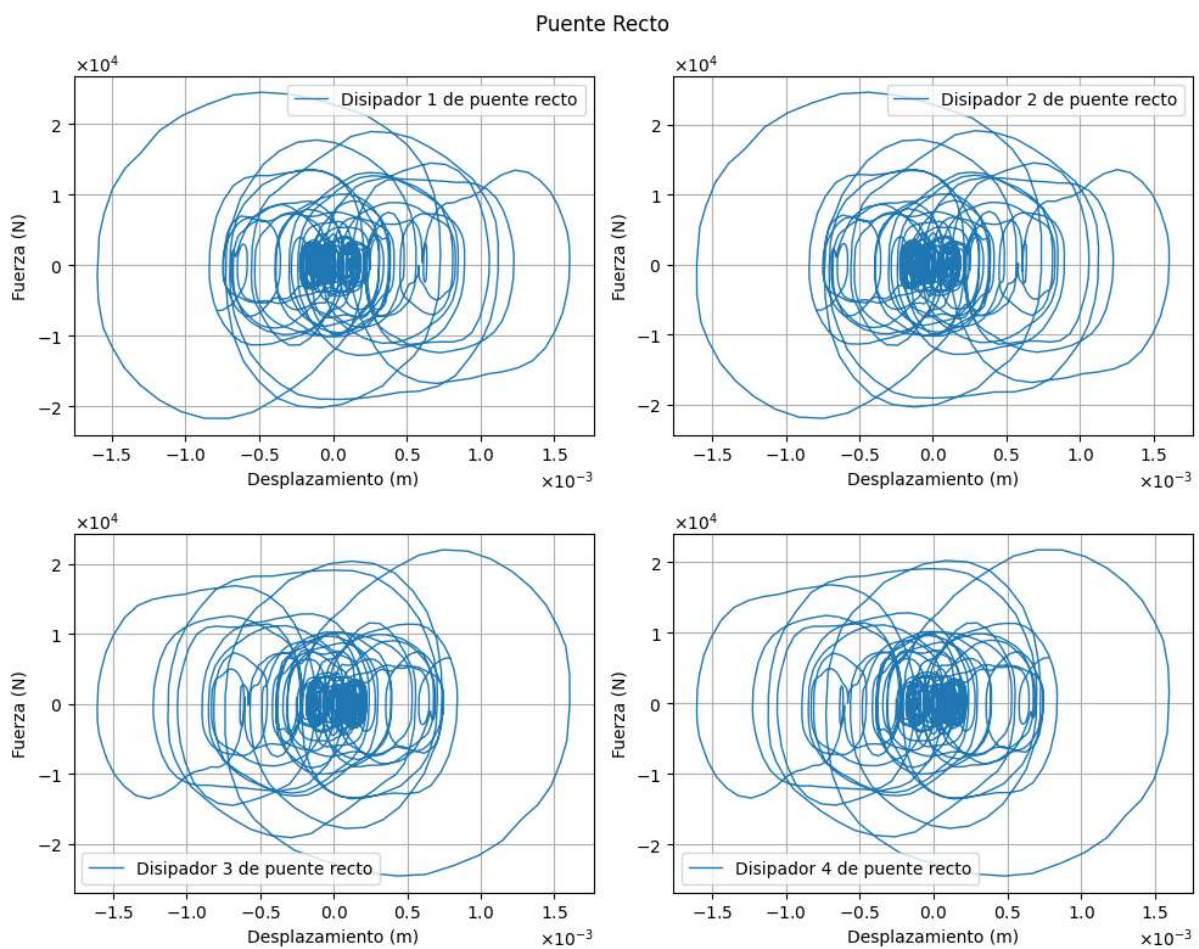 Puente Recto
×10⁴
×10⁴
Disipador 1 de puente recto
Disipador 2 de puente recto
Fuerza (N)
2
1
0
−1
−2
Fuerza (N)
2
1
0
−1
−2
−1.5 −1.0 −0.5 0.0 0.5 1.0 1.5
−1.5 −1.0 −0.5 0.0 0.5 1.0 1.5
Desplazamiento (m)
×10⁻³
Desplazamiento (m)
×10⁻³
×10⁴
×10⁴
Fuerza (N)
2
1
0
−1
−2
Fuerza (N)
2
1
0
−1
−2
Disipador 3 de puente recto
Disipador 4 de puente recto
−1.5 −1.0 −0.5 0.0 0.5 1.0 1.5
−1.5 −1.0 −0.5 0.0 0.5 1.0 1.5
Desplazamiento (m)
×10⁻³
Desplazamiento (m)
×10⁻³